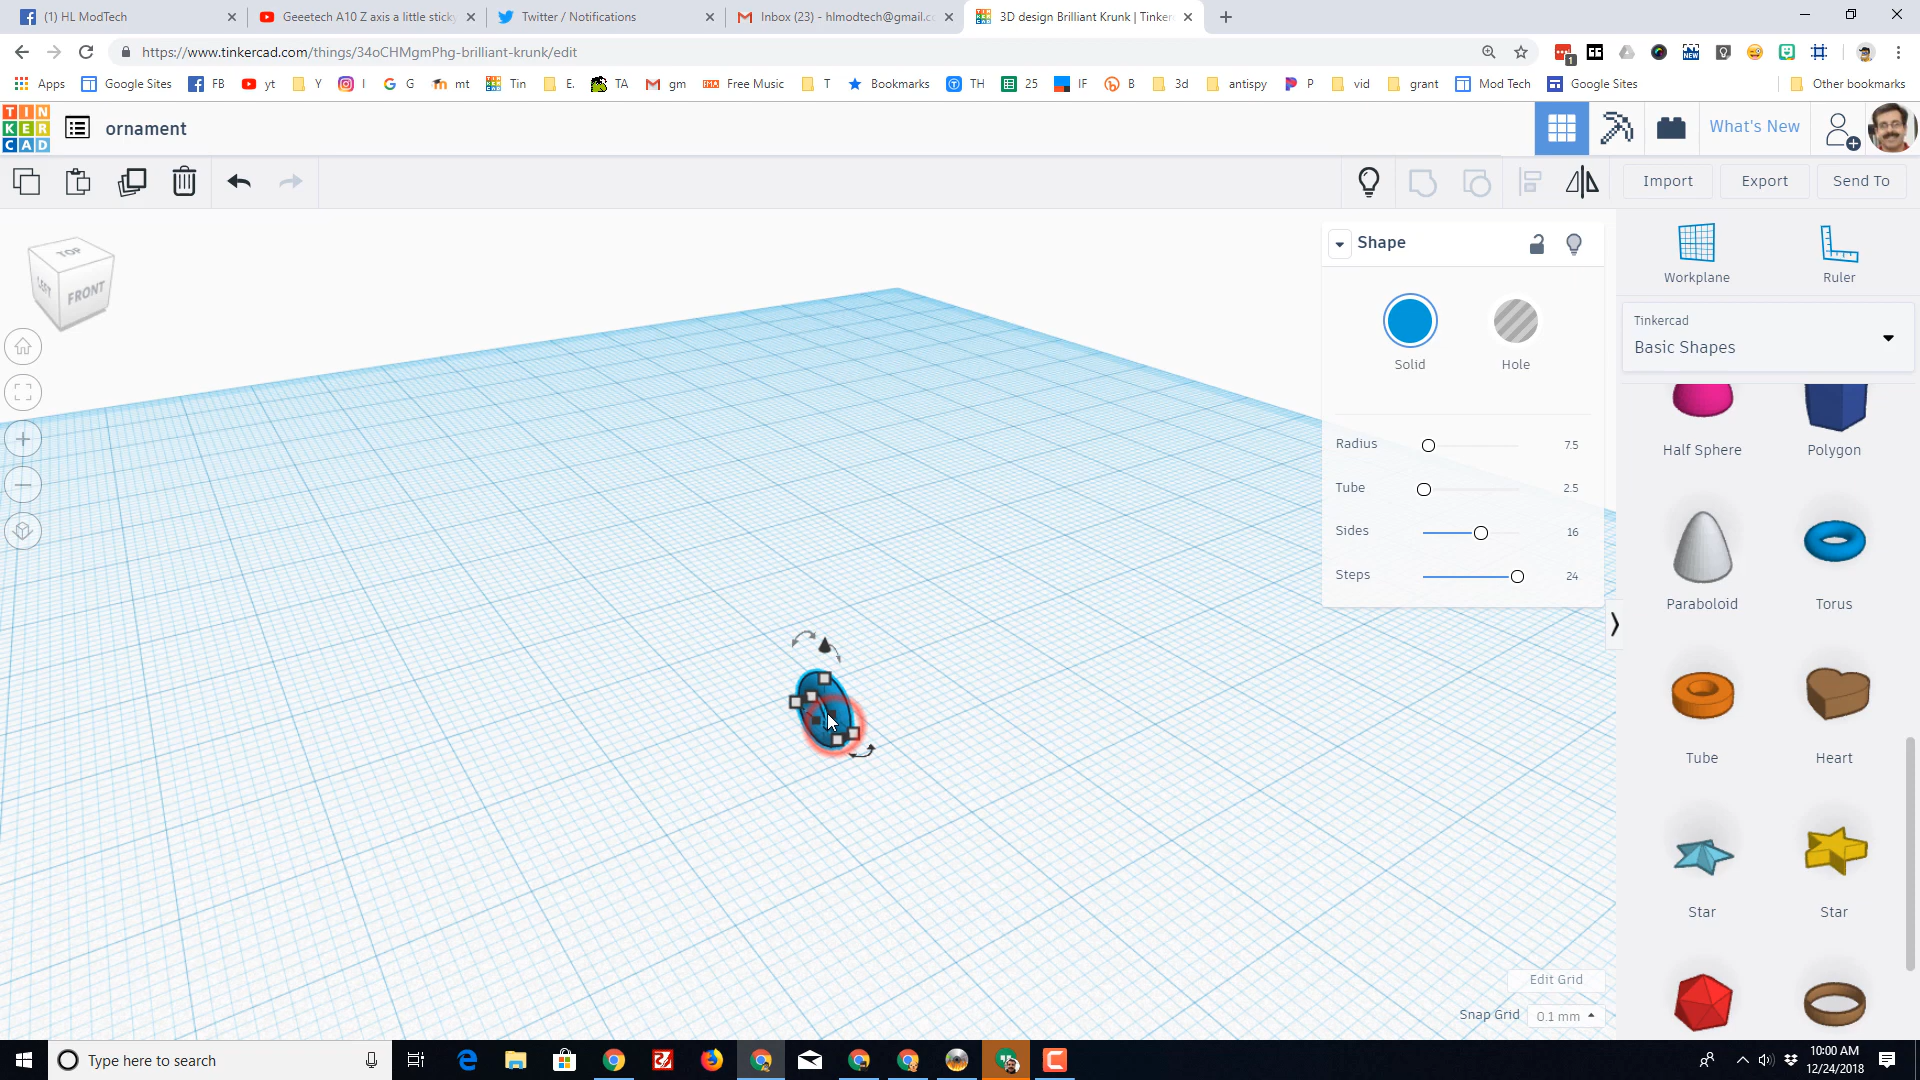 (1) HL ModTech
Geeetech A10 Z axis a little sticky
Twitter / Notifications
Inbox (23) - hlmodtech@gmail.c
3D design Brilliant Krunk | Tinker
https://www.tinkercad.com/things/34oCHMgmPhg-brilliant-krunk/edit
Apps Google Sites FB yt Y I G mt Tin E. TA gm Free Music T Bookmarks TH 25 IF B 3d antispy P vid grant Mod Tech Google Sites Other bookmarks
TIN
KER
CAD
ornament
What's New
Import Export Send To
TOP
LEFT FRONT
Shape
Solid Hole
Radius 7.5
Tube 2.5
Sides 16
Steps 24
Workplane Ruler
Tinkercad
Basic Shapes
Half Sphere Polygon
Paraboloid Torus
Tube Heart
Star Star
Edit Grid
Snap Grid 0.1 mm
Type here to search
10:00 AM
12/24/2018